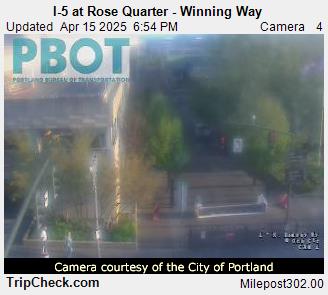 I-5 at Rose Quarter - Winning Way
Updated Apr 15 2025 6:54 PM Camera 4
PBOT
PORTLAND BUREAU OF TRANSPORTATION
Camera courtesy of the City of Portland
TripCheck.com Milepost302.00